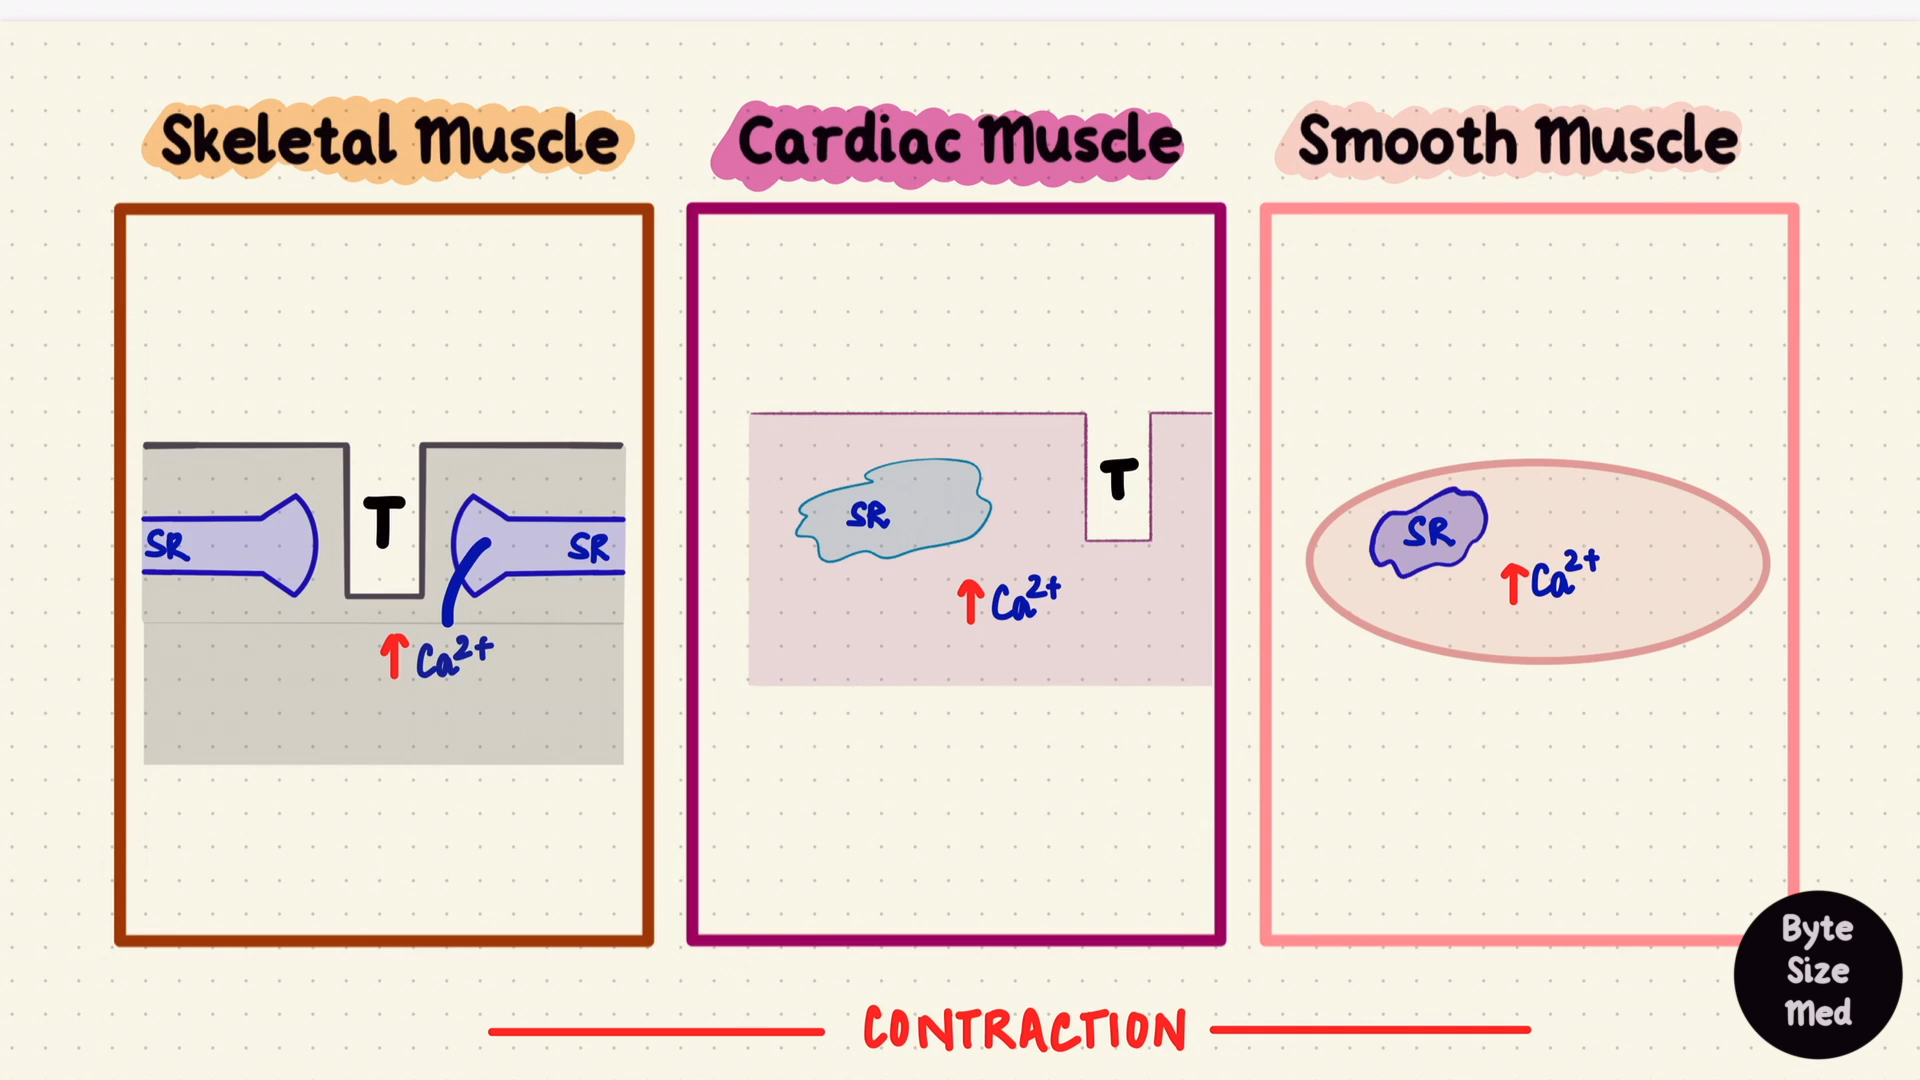 Skeletal Muscle
SR
T
SR
↑ Ca²⁺
Cardiac Muscle
SR
T
↑ Ca²⁺
Smooth Muscle
SR
↑ Ca²⁺
CONTRACTION
Byte
Size
Med